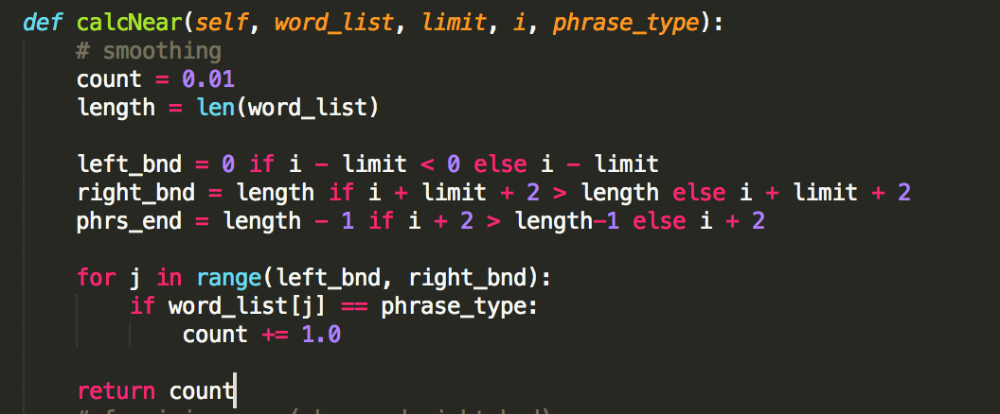 def calcNear(self, word_list, limit, i, phrase_type):
# smoothing
count = 0.01
length = len(word_list)
left_bnd = 0 if i - limit < 0 else i - limit
right_bnd = length if i + limit + 2 > length else i + limit + 2
phrs_end = length - 1 if i + 2 > length-1 else i + 2
for j in range(left_bnd, right_bnd):
if word_list[j] == phrase_type:
count += 1.0
return count